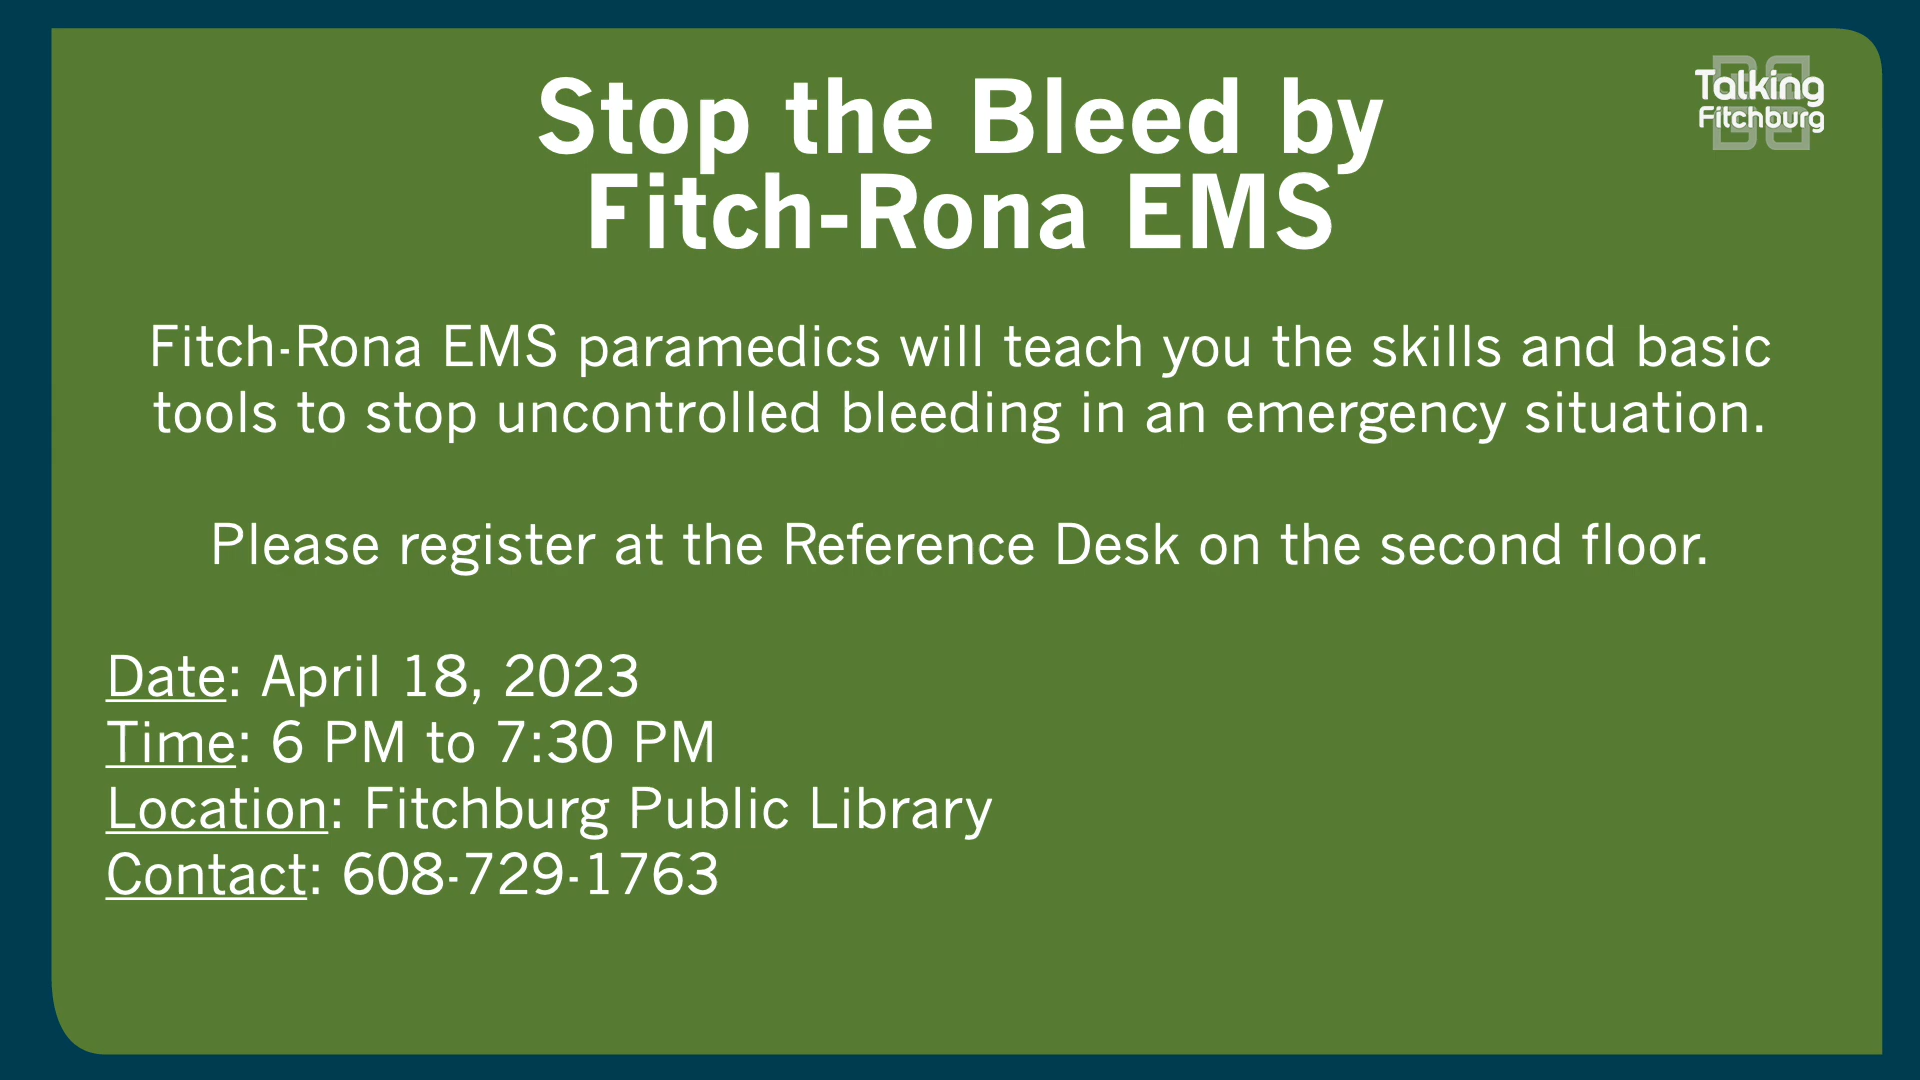 Stop the Bleed by
Fitch-Rona EMS
Talking
Fitchburg
Fitch-Rona EMS paramedics will teach you the skills and basic
tools to stop uncontrolled bleeding in an emergency situation.
Please register at the Reference Desk on the second floor.
Date: April 18, 2023
Time: 6 PM to 7:30 PM
Location: Fitchburg Public Library
Contact: 608-729-1763